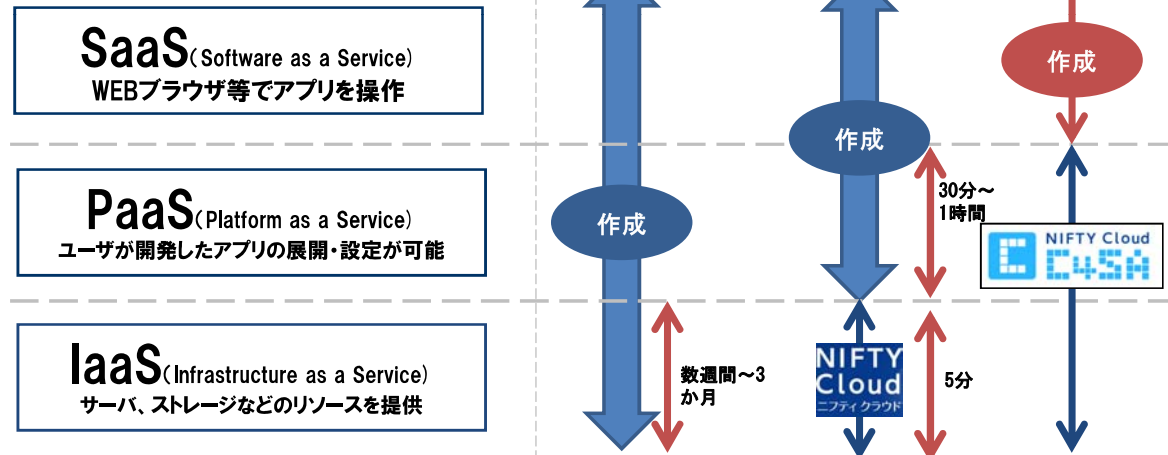 SaaS(Software as a Service)
WEBブラウザ等でアプリを操作
作成
作成
PaaS(Platform as a Service)
ユーザが開発したアプリの展開・設定が可能
作成
30分～
1時間
NIFTY Cloud
C4SA
IaaS(Infrastructure as a Service)
サーバ、ストレージなどのリソースを提供
数週間～3
か月
NIFTY
Cloud
ニフティクラウド
5分